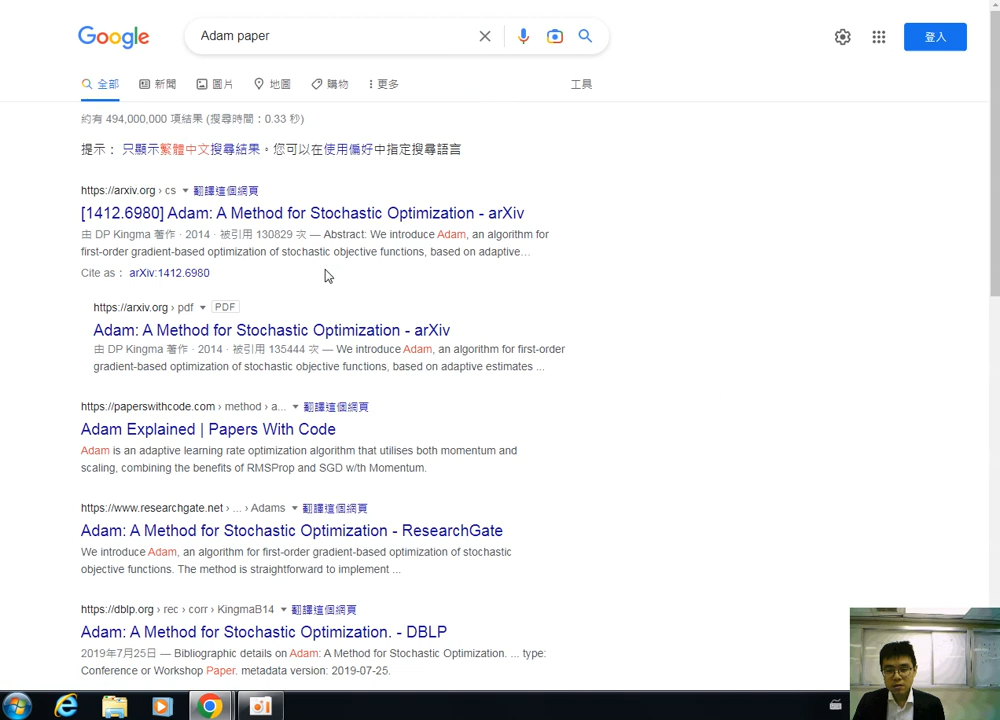 Google
Adam paper
登入
全部
新聞
圖片
地圖
購物
更多
工具
約有 494,000,000 項結果 (搜尋時間：0.33 秒)
提示： 只顯示繁體中文搜尋結果。您可以在使用偏好中指定搜尋語言
https://arxiv.org › cs 翻譯這個網頁
[1412.6980] Adam: A Method for Stochastic Optimization - arXiv
由 DP Kingma 著作 · 2014 · 被引用 130829 次 — Abstract: We introduce Adam, an algorithm for
first-order gradient-based optimization of stochastic objective functions, based on adaptive...
Cite as： arXiv:1412.6980
https://arxiv.org › pdf PDF
Adam: A Method for Stochastic Optimization - arXiv
由 DP Kingma 著作 · 2014 · 被引用 135444 次 — We introduce Adam, an algorithm for first-order
gradient-based optimization of stochastic objective functions, based on adaptive estimates ...
https://paperswithcode.com › method › a... 翻譯這個網頁
Adam Explained | Papers With Code
Adam is an adaptive learning rate optimization algorithm that utilises both momentum and
scaling, combining the benefits of RMSProp and SGD w/th Momentum.
https://www.researchgate.net › ... › Adams 翻譯這個網頁
Adam: A Method for Stochastic Optimization - ResearchGate
We introduce Adam, an algorithm for first-order gradient-based optimization of stochastic
objective functions. The method is straightforward to implement ...
https://dblp.org › rec › corr › KingmaB14 翻譯這個網頁
Adam: A Method for Stochastic Optimization. - DBLP
2019年7月25日 — Bibliographic details on Adam: A Method for Stochastic Optimization. ... type:
Conference or Workshop Paper. metadata version: 2019-07-25.